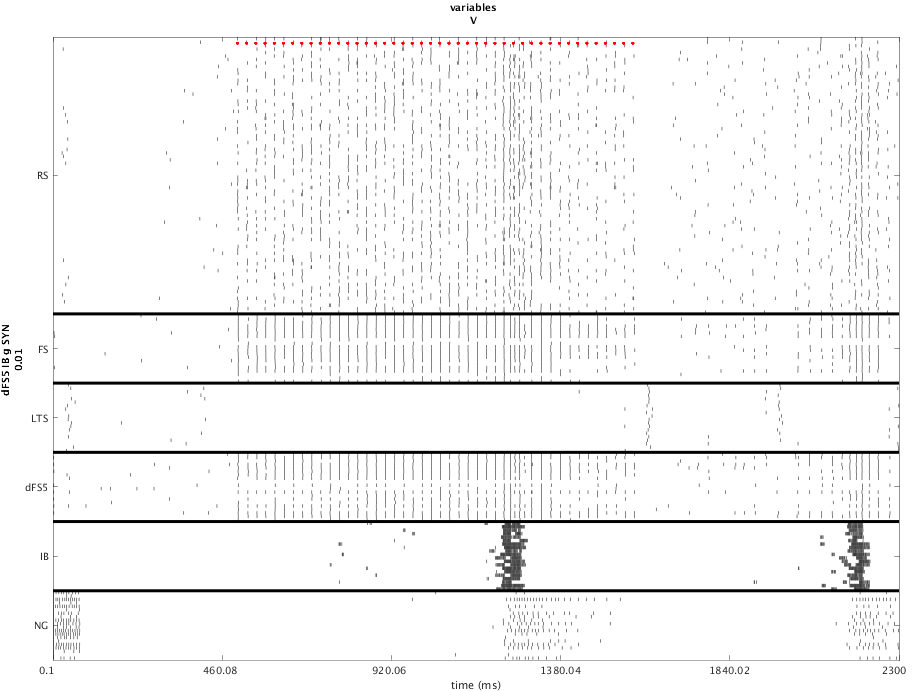 variables
V
RS
FS
LTS
dFS5
IB
NG
dFS5 IB g SYN
0.01
0.1
460.08
920.06
1380.04
1840.02
2300
time (ms)